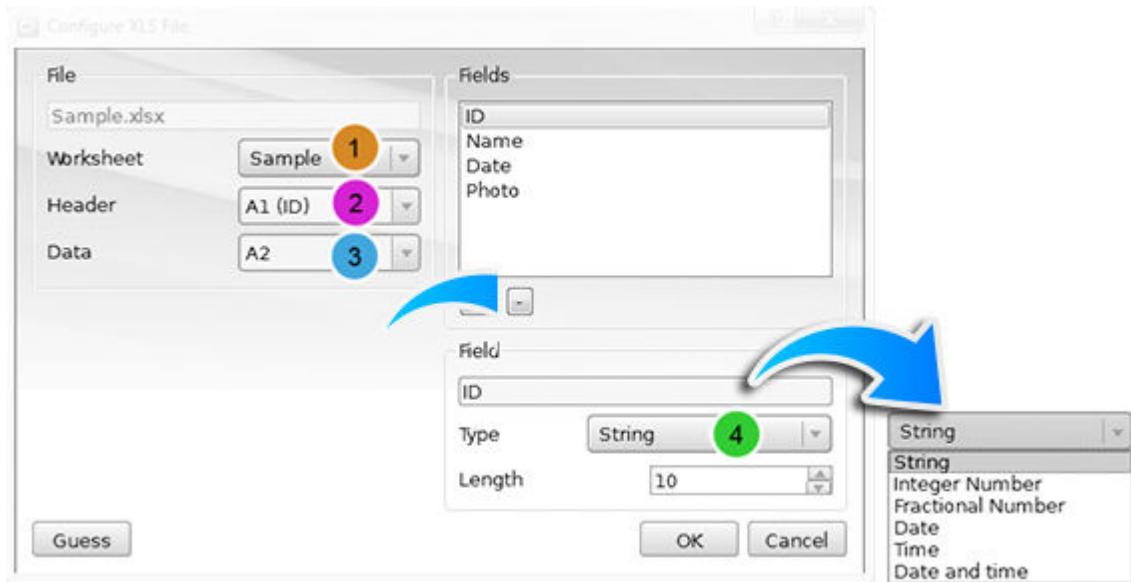 Configure XLS File
File
Sample.xlsx
Worksheet
Sample
1
Header
A1 (ID)
2
Data
A2
3
Fields
ID
Name
Date
Photo
-
Field
ID
Type
String
4
Length
10
Guess
OK
Cancel
String
String
Integer Number
Fractional Number
Date
Time
Date and time